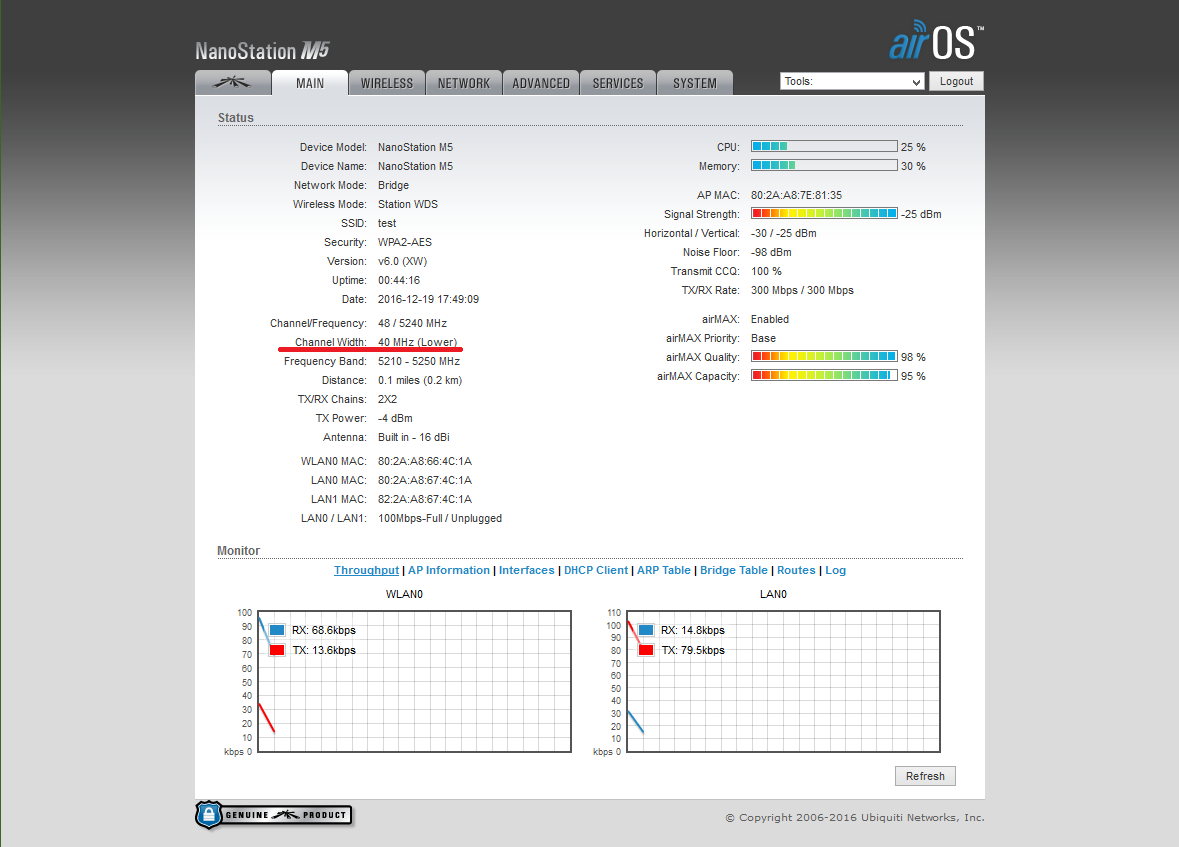 NanoStation M5
airOS™
MAIN WIRELESS NETWORK ADVANCED SERVICES SYSTEM Tools: Logout
Status
Device Model: NanoStation M5
Device Name: NanoStation M5
Network Mode: Bridge
Wireless Mode: Station WDS
SSID: test
Security: WPA2-AES
Version: v6.0 (XW)
Uptime: 00:44:16
Date: 2016-12-19 17:49:09
Channel/Frequency: 48 / 5240 MHz
Channel Width: 40 MHz (Lower)
Frequency Band: 5210 - 5250 MHz
Distance: 0.1 miles (0.2 km)
TX/RX Chains: 2X2
TX Power: -4 dBm
Antenna: Built in - 16 dBi
WLAN0 MAC: 80:2A:A8:66:4C:1A
LAN0 MAC: 80:2A:A8:67:4C:1A
LAN1 MAC: 82:2A:A8:67:4C:1A
LAN0 / LAN1: 100Mbps-Full / Unplugged
CPU: 25 %
Memory: 30 %
AP MAC: 80:2A:A8:7E:81:35
Signal Strength: -25 dBm
Horizontal / Vertical: -30 / -25 dBm
Noise Floor: -98 dBm
Transmit CCQ: 100 %
TX/RX Rate: 300 Mbps / 300 Mbps
airMAX: Enabled
airMAX Priority: Base
airMAX Quality: 98 %
airMAX Capacity: 95 %
Monitor
Throughput | AP Information | Interfaces | DHCP Client | ARP Table | Bridge Table | Routes | Log
WLAN0
100
90
80
70
60
50
40
30
20
10
kbps 0
RX: 68.6kbps
TX: 13.6kbps
LAN0
110
100
90
80
70
60
50
40
30
20
10
kbps 0
RX: 14.8kbps
TX: 79.5kbps
Refresh
GENUINE PRODUCT
© Copyright 2006-2016 Ubiquiti Networks, Inc.